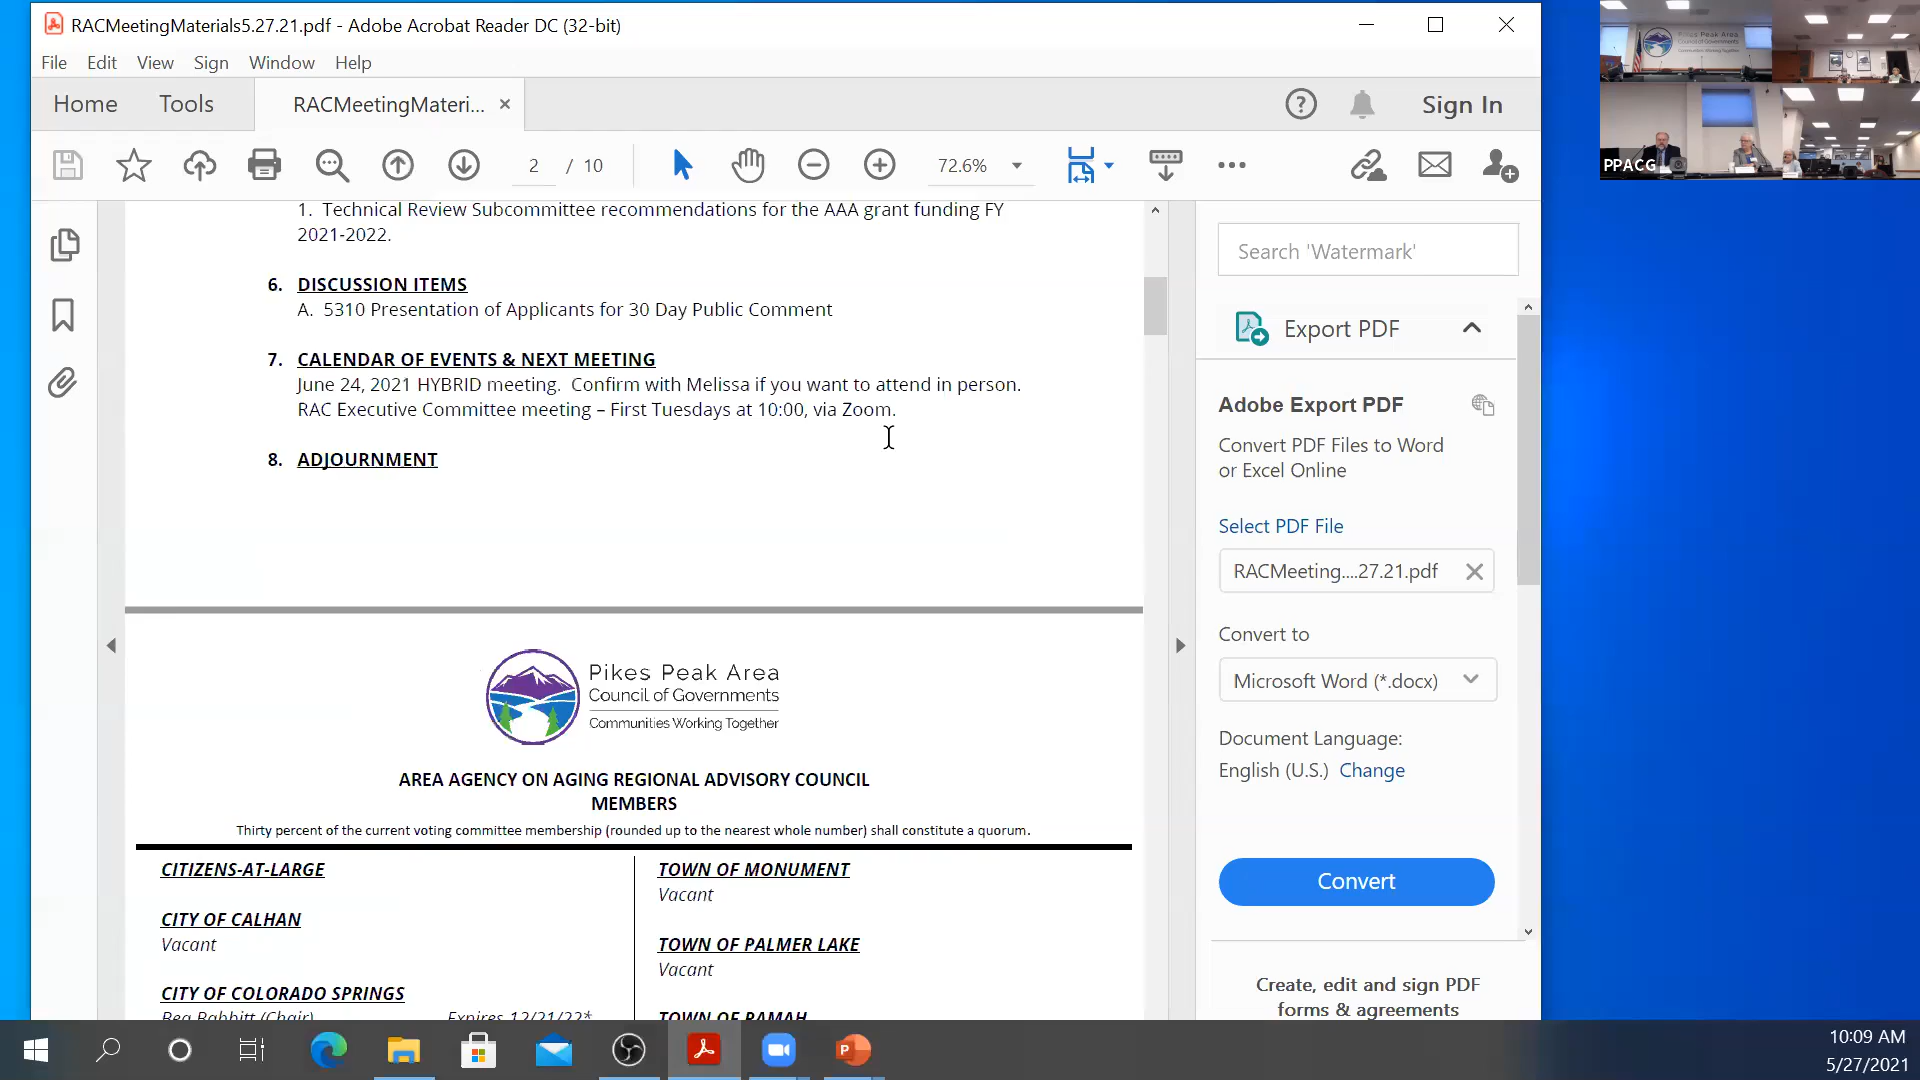 RACMeetingMaterials5.27.21.pdf - Adobe Acrobat Reader DC (32-bit)
File Edit View Sign Window Help
Home Tools RACMeetingMateri... × Sign In
2 / 10 72.6%
1. Technical Review Subcommittee recommendations for the AAA grant funding FY
2021-2022.
6. DISCUSSION ITEMS
A. 5310 Presentation of Applicants for 30 Day Public Comment
7. CALENDAR OF EVENTS & NEXT MEETING
June 24, 2021 HYBRID meeting. Confirm with Melissa if you want to attend in person.
RAC Executive Committee meeting – First Tuesdays at 10:00, via Zoom.
8. ADJOURNMENT
Pikes Peak Area
Council of Governments
Communities Working Together
AREA AGENCY ON AGING REGIONAL ADVISORY COUNCIL
MEMBERS
Thirty percent of the current voting committee membership (rounded up to the nearest whole number) shall constitute a quorum.
CITIZENS-AT-LARGE
CITY OF CALHAN
Vacant
CITY OF COLORADO SPRINGS
Bea Babbitt (Chair) Expires 12/21/22*
TOWN OF MONUMENT
Vacant
TOWN OF PALMER LAKE
Vacant
TOWN OF RAMAH
Search 'Watermark'
Export PDF
Adobe Export PDF
Convert PDF Files to Word
or Excel Online
Select PDF File
RACMeeting....27.21.pdf
Convert to
Microsoft Word (*.docx)
Document Language:
English (U.S.) Change
Convert
Create, edit and sign PDF
forms & agreements
Pikes Peak Area
Council of Governments
Communities Working Together
PPACG
10:09 AM
5/27/2021